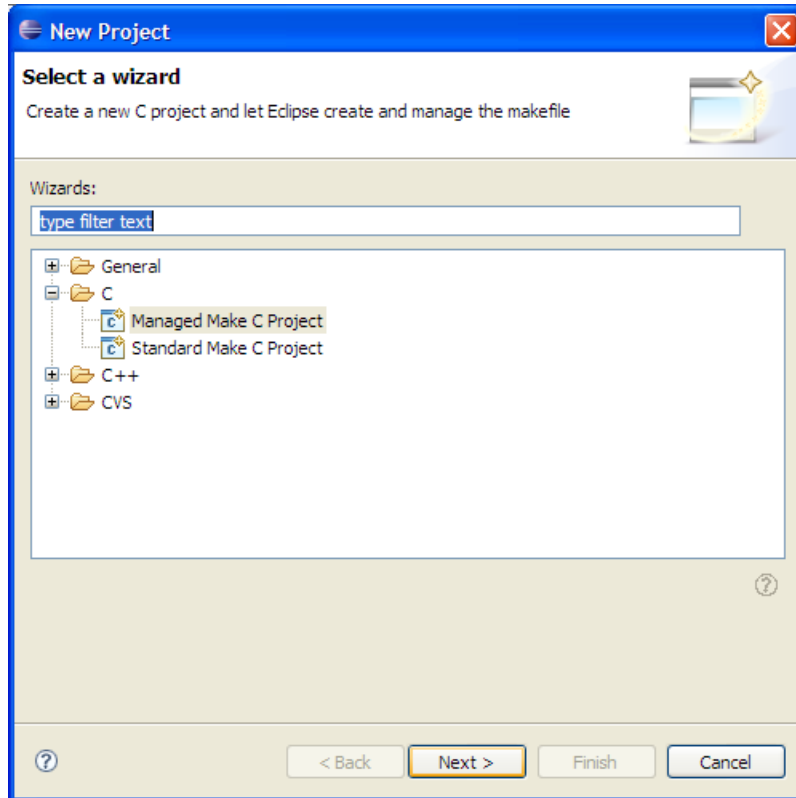 New Project
Select a wizard
Create a new C project and let Eclipse create and manage the makefile
Wizards:
type filter text
General
C
Managed Make C Project
Standard Make C Project
C++
CVS
< Back Next > Finish Cancel